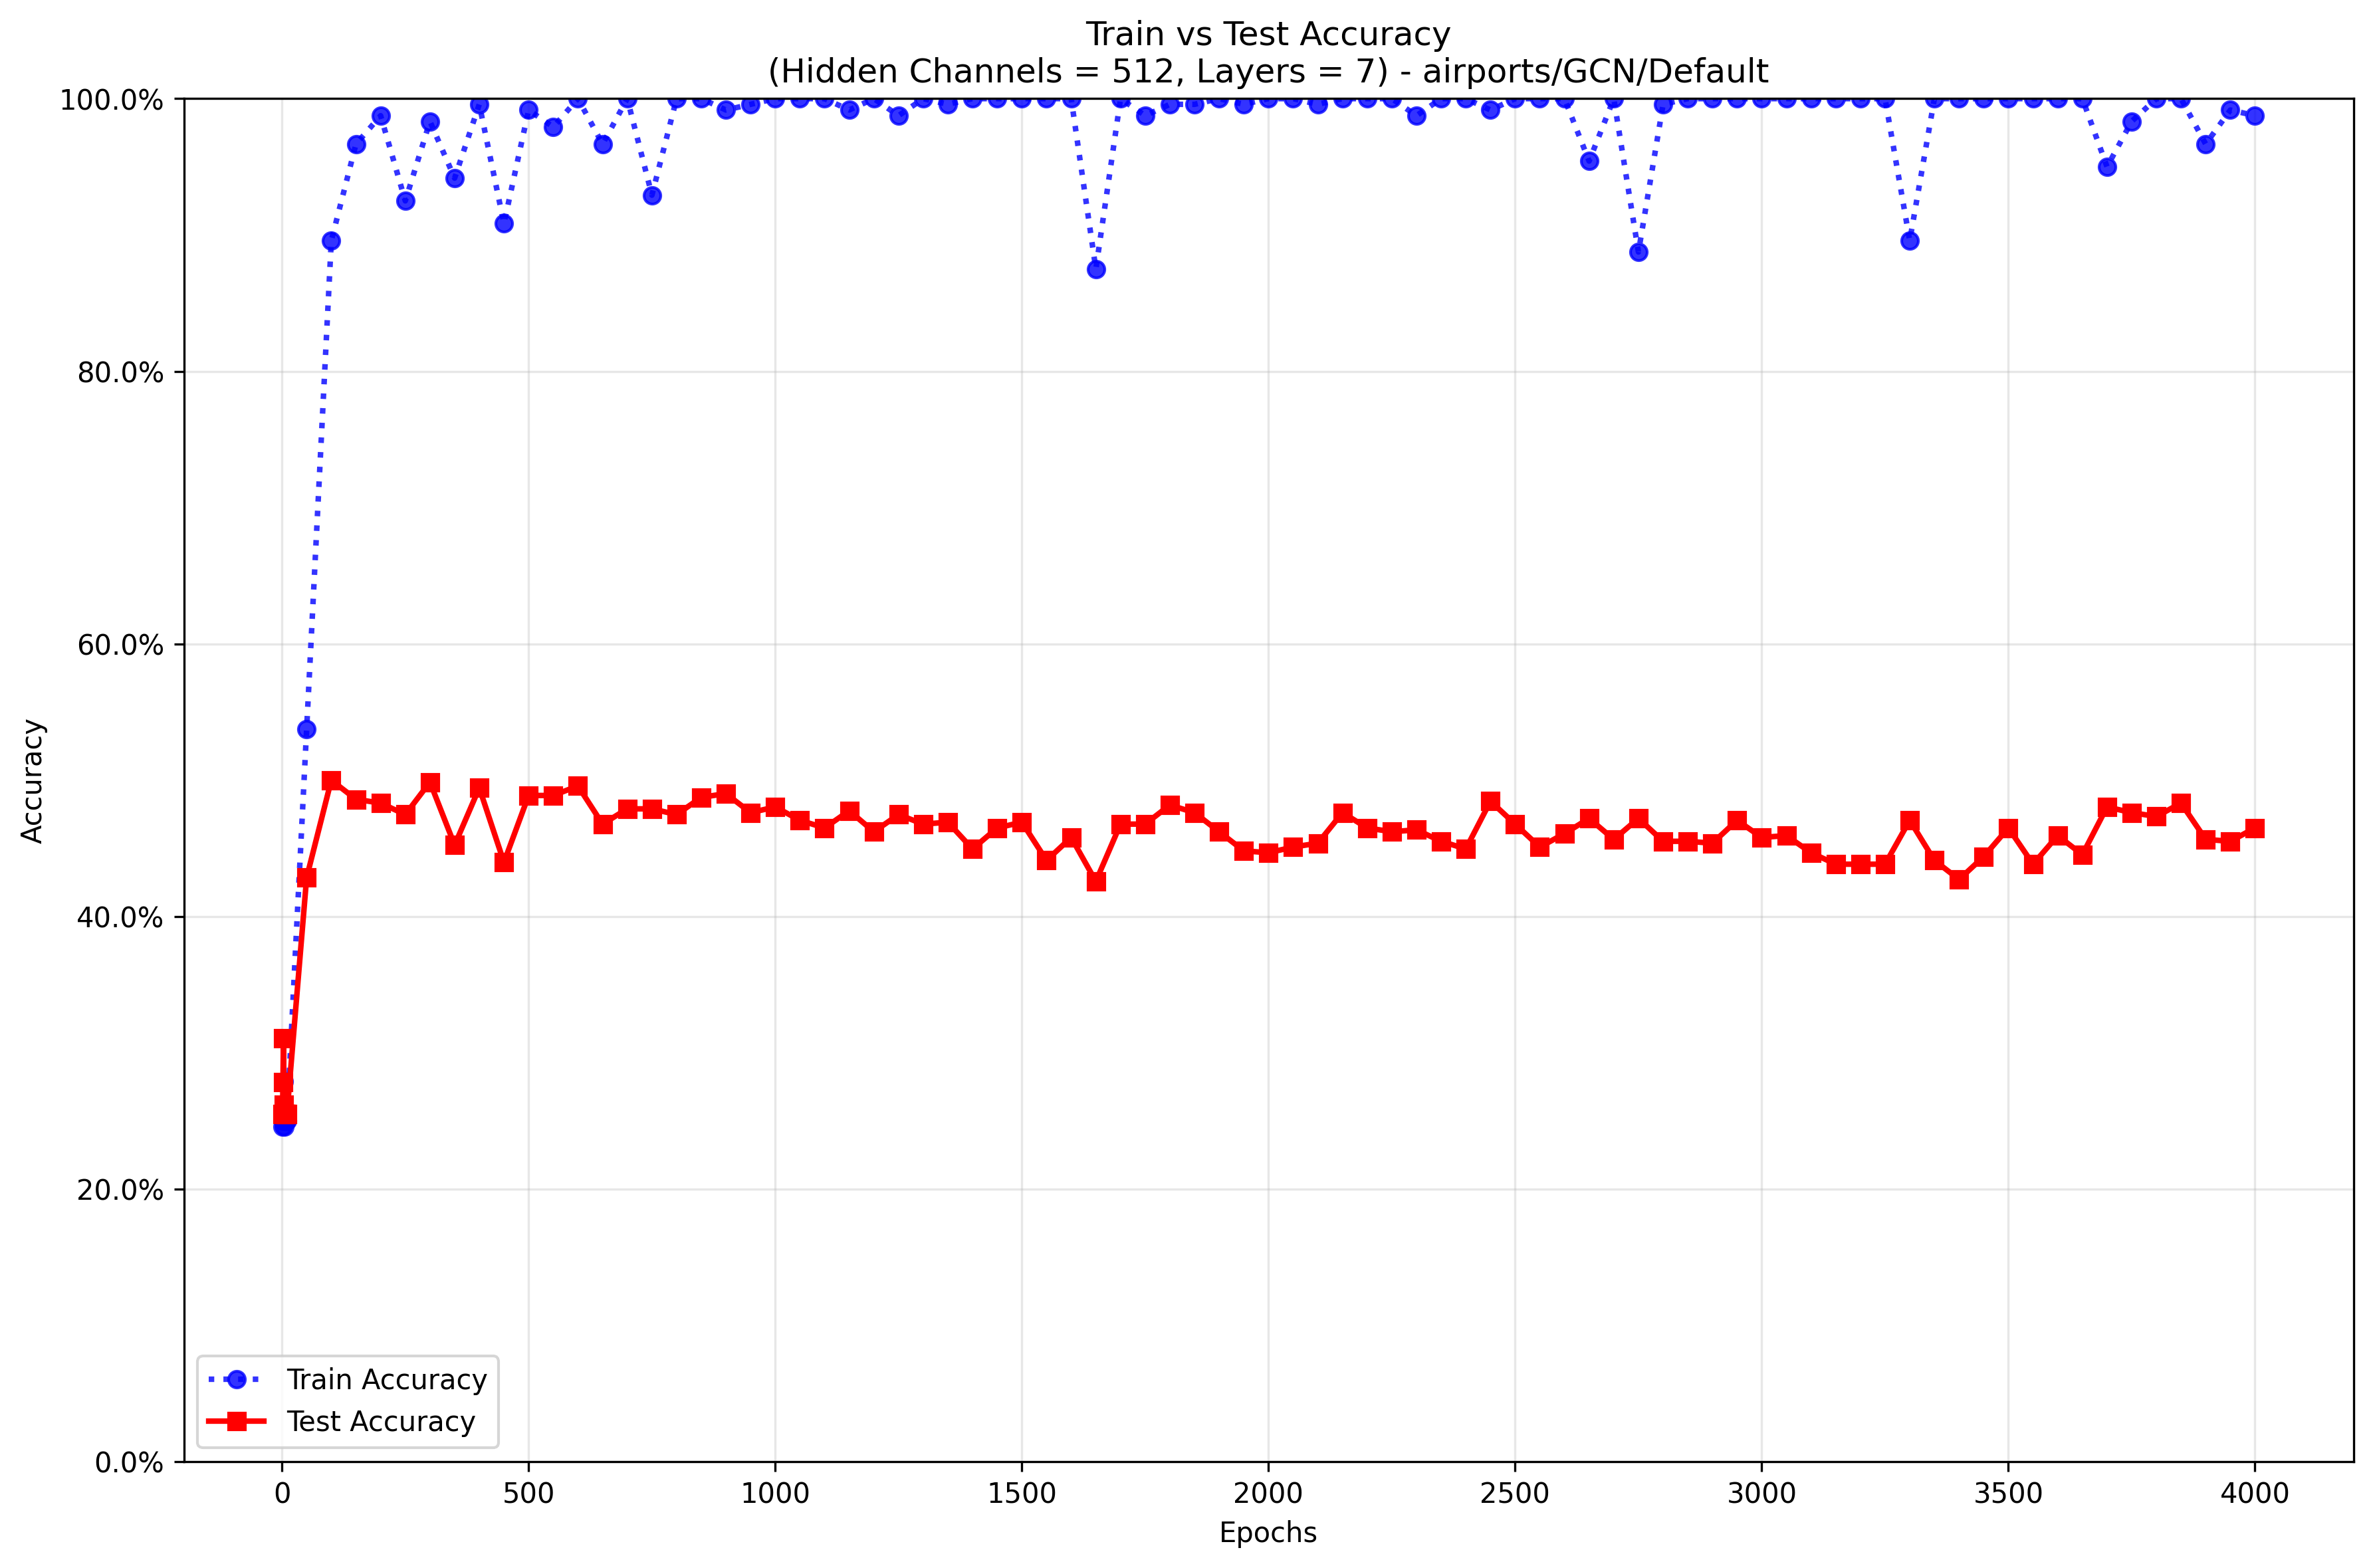 Train vs Test Accuracy
(Hidden Channels = 512, Layers = 7) - airports/GCN/Default
100.0%
80.0%
60.0%
40.0%
20.0%
0.0%
Accuracy
Train Accuracy
Test Accuracy
0 500 1000 1500 2000 2500 3000 3500 4000
Epochs